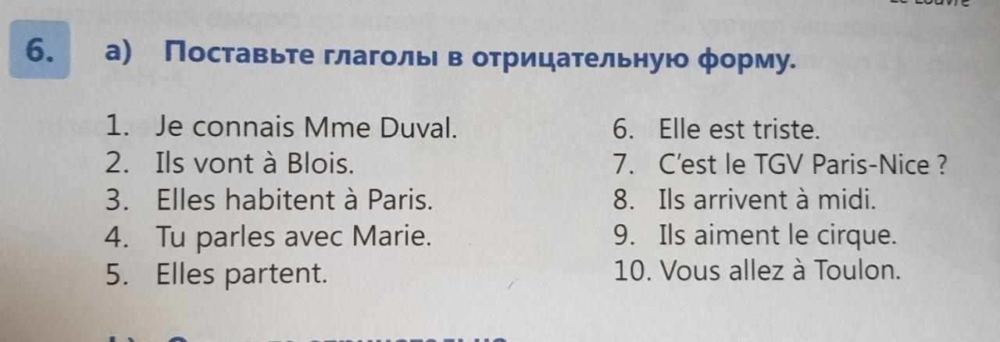 Le Louvre
6. a) Поставьте глаголы в отрицательную форму.
1. Je connais Mme Duval.
2. Ils vont à Blois.
3. Elles habitent à Paris.
4. Tu parles avec Marie.
5. Elles partent.
6. Elle est triste.
7. C'est le TGV Paris-Nice ?
8. Ils arrivent à midi.
9. Ils aiment le cirque.
10. Vous allez à Toulon.